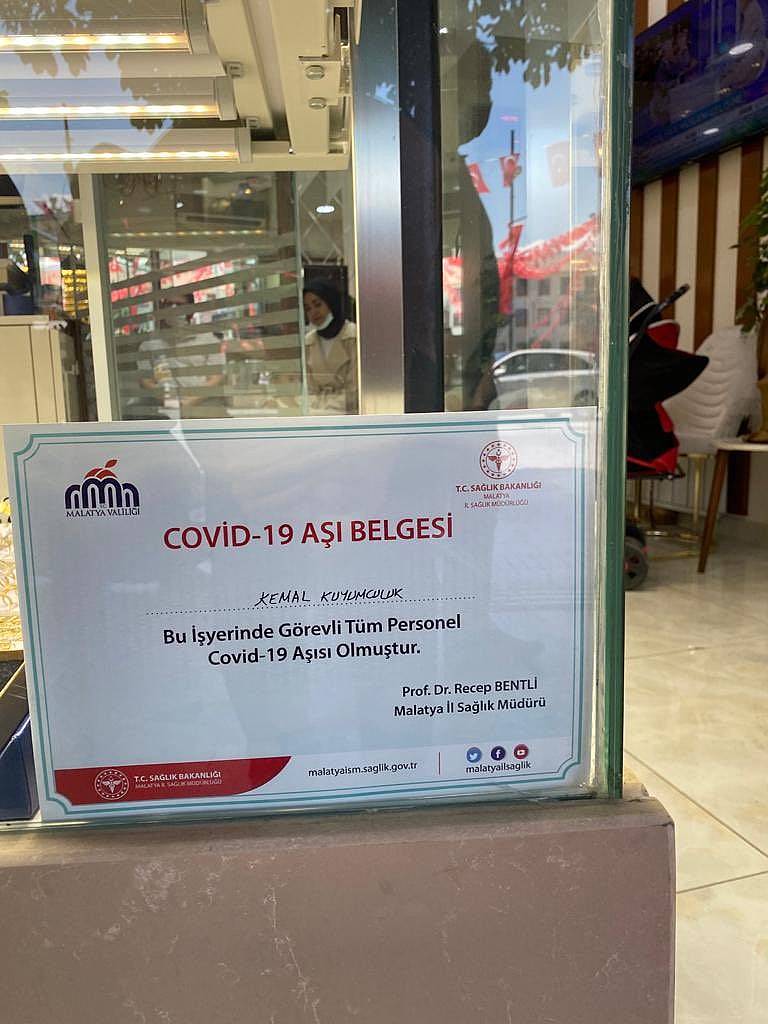 MALATYA VALİLİĞİ
T.C. SAĞLIK BAKANLIĞI
MALATYA
İL SAĞLIK MÜDÜRLÜĞÜ
COVİD-19 AŞI BELGESİ
KEMAL KUYUMCULUK
Bu İşyerinde Görevli Tüm Personel
Covid-19 Aşısı Olmuştur.
Prof. Dr. Recep BENTLİ
Malatya İl Sağlık Müdürü
T.C. SAĞLIK BAKANLIĞI
MALATYA İL SAĞLIK MÜDÜRLÜĞÜ
malatyaism.saglik.gov.tr
malatyailsaglik